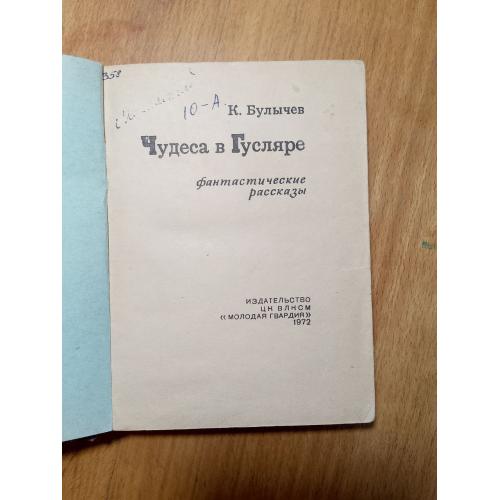 358
10-А
К. Булычев
Чудеса в Гусляре
фантастические
рассказы
ИЗДАТЕЛЬСТВО
ЦК ВЛКСМ
«МОЛОДАЯ ГВАРДИЯ»
1972